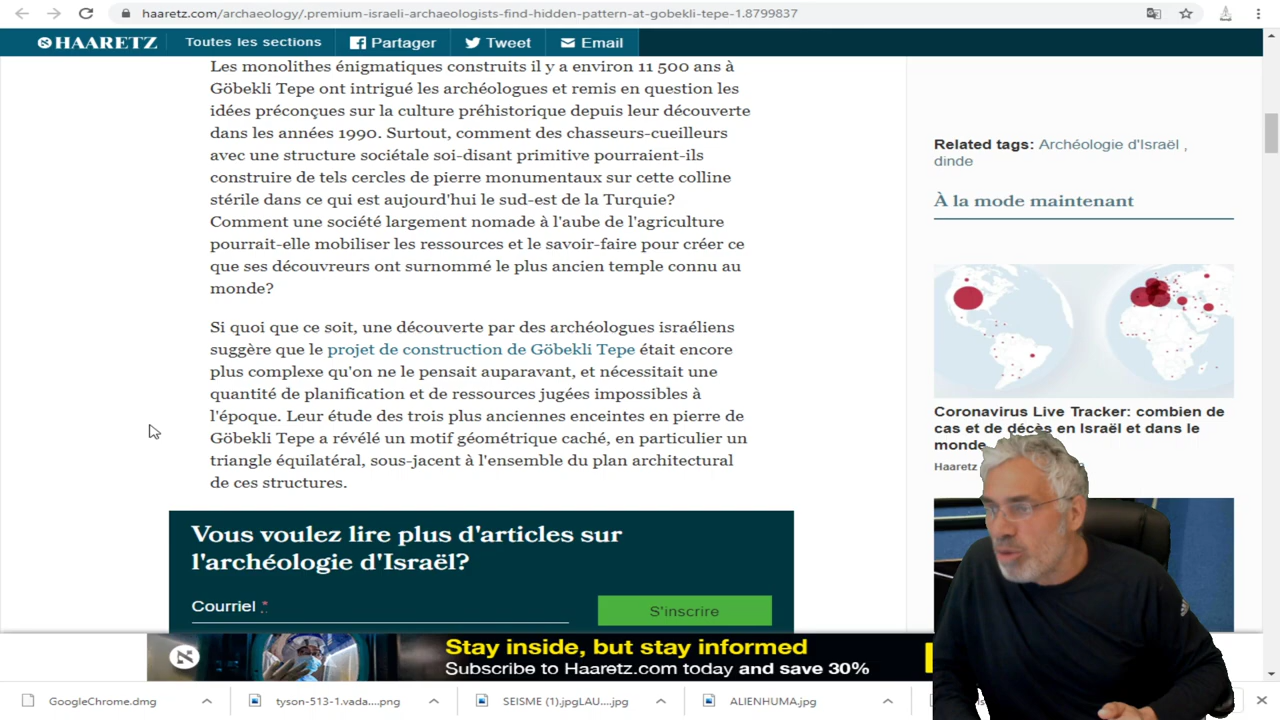 haaretz.com/archaeology/.premium-israeli-archaeologists-find-hidden-pattern-at-gobekli-tepe-1.8799837
HAARETZ
Toutes les sections
Partager
Tweet
Email
Les monolithes énigmatiques construits il y a environ 11 500 ans à
Göbekli Tepe ont intrigué les archéologues et remis en question les
idées préconçues sur la culture préhistorique depuis leur découverte
dans les années 1990. Surtout, comment des chasseurs-cueilleurs
avec une structure sociétale soi-disant primitive pourraient-ils
construire de tels cercles de pierre monumentaux sur cette colline
stérile dans ce qui est aujourd'hui le sud-est de la Turquie?
Comment une société largement nomade à l'aube de l'agriculture
pourrait-elle mobiliser les ressources et le savoir-faire pour créer ce
que ses découvreurs ont surnommé le plus ancien temple connu au
monde?
Si quoi que ce soit, une découverte par des archéologues israéliens
suggère que le projet de construction de Göbekli Tepe était encore
plus complexe qu'on ne le pensait auparavant, et nécessitait une
quantité de planification et de ressources jugées impossibles à
l'époque. Leur étude des trois plus anciennes enceintes en pierre de
Göbekli Tepe a révélé un motif géométrique caché, en particulier un
triangle équilatéral, sous-jacent à l'ensemble du plan architectural
de ces structures.
Vous voulez lire plus d'articles sur
l'archéologie d'Israël?
Courriel *
S'inscrire
Related tags: Archéologie d'Israël ,
dinde
À la mode maintenant
Coronavirus Live Tracker: combien de
cas et de décès en Israël et dans le
monde
Haaretz
Stay inside, but stay informed
Subscribe to Haaretz.com today and save 30%
GoogleChrome.dmg
tyson-513-1.vada....png
SEISME (1).jpgLAU....jpg
ALIENHUMA.jpg